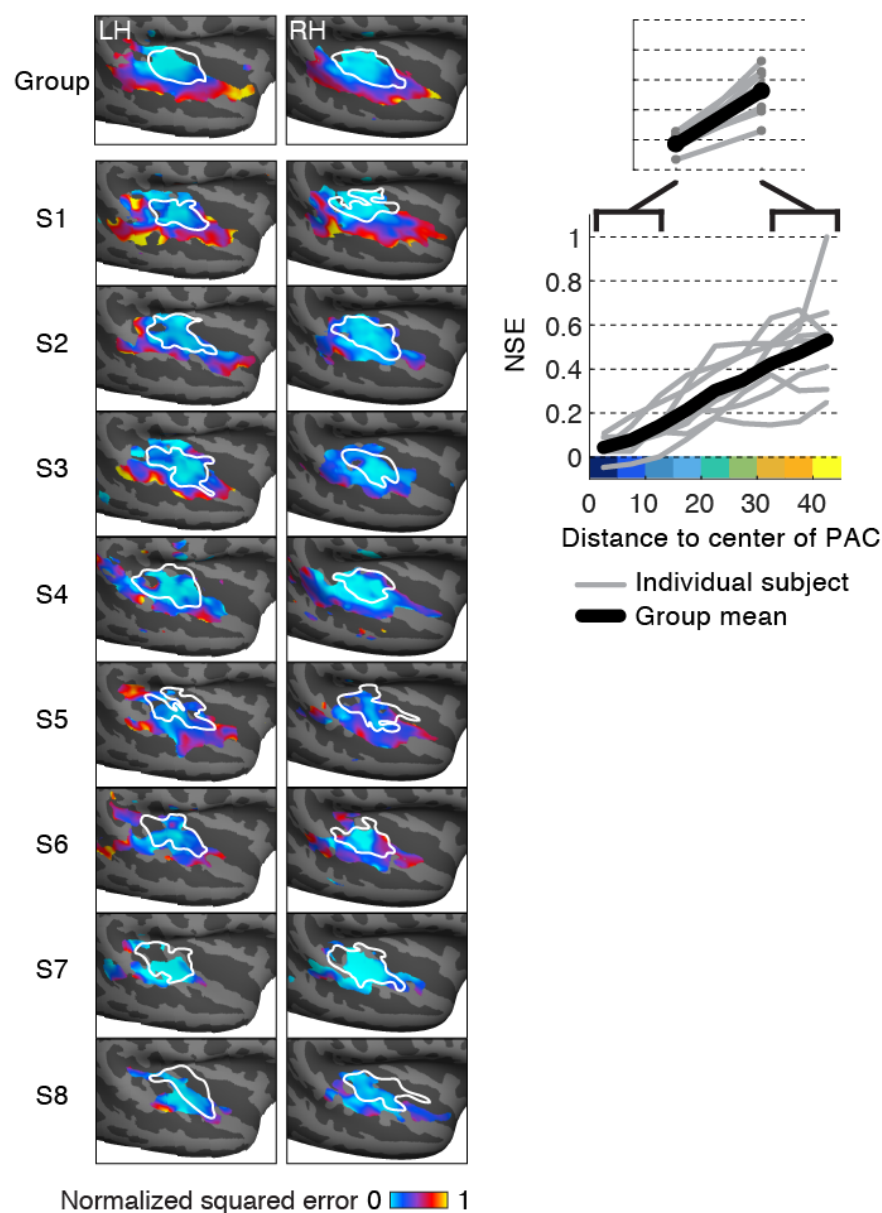 LH RH
Group
S1
S2
S3
S4
S5
S6
S7
S8
Normalized squared error 0 1
NSE
1
0.8
0.6
0.4
0.2
0
0 10 20 30 40
Distance to center of PAC
Individual subject
Group mean